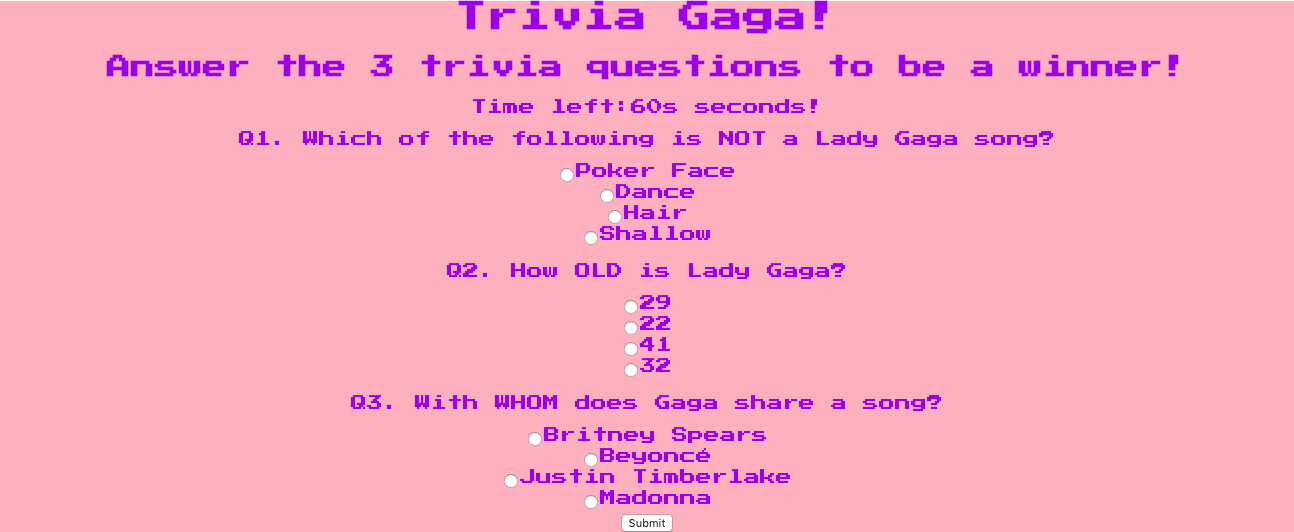 Trivia Gaga!
Answer the 3 trivia questions to be a winner!
Time left:60s seconds!
Q1. Which of the following is NOT a Lady Gaga song?
Poker Face
Dance
Hair
Shallow
Q2. How OLD is Lady Gaga?
29
22
41
32
Q3. With WHOM does Gaga share a song?
Britney Spears
Beyoncé
Justin Timberlake
Madonna
Submit